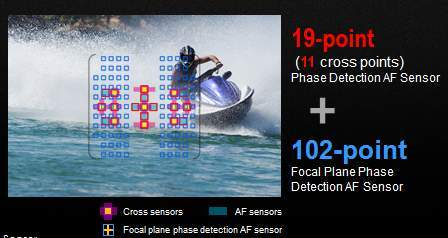 19-point
(11 cross points)
Phase Detection AF Sensor
+
102-point
Focal Plane Phase
Detection AF Sensor
Cross sensors
AF sensors
Focal plane phase detection AF sensor